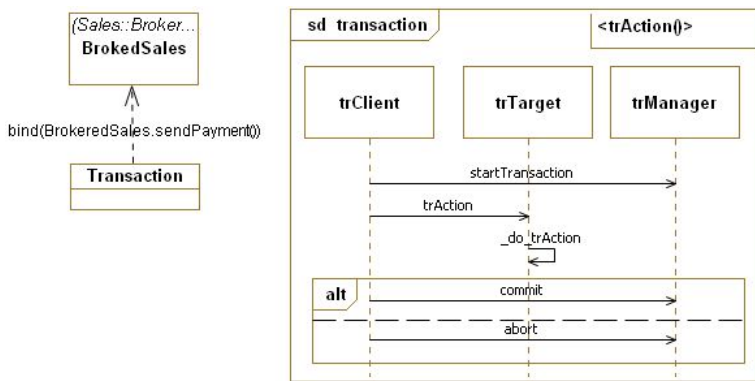 (Sales::Broker...
BrokedSales
bind(BrokeredSales.sendPayment())
Transaction
sd transaction
<trAction()>
trClient
trTarget
trManager
startTransaction
trAction
_do_trAction
alt
commit
abort